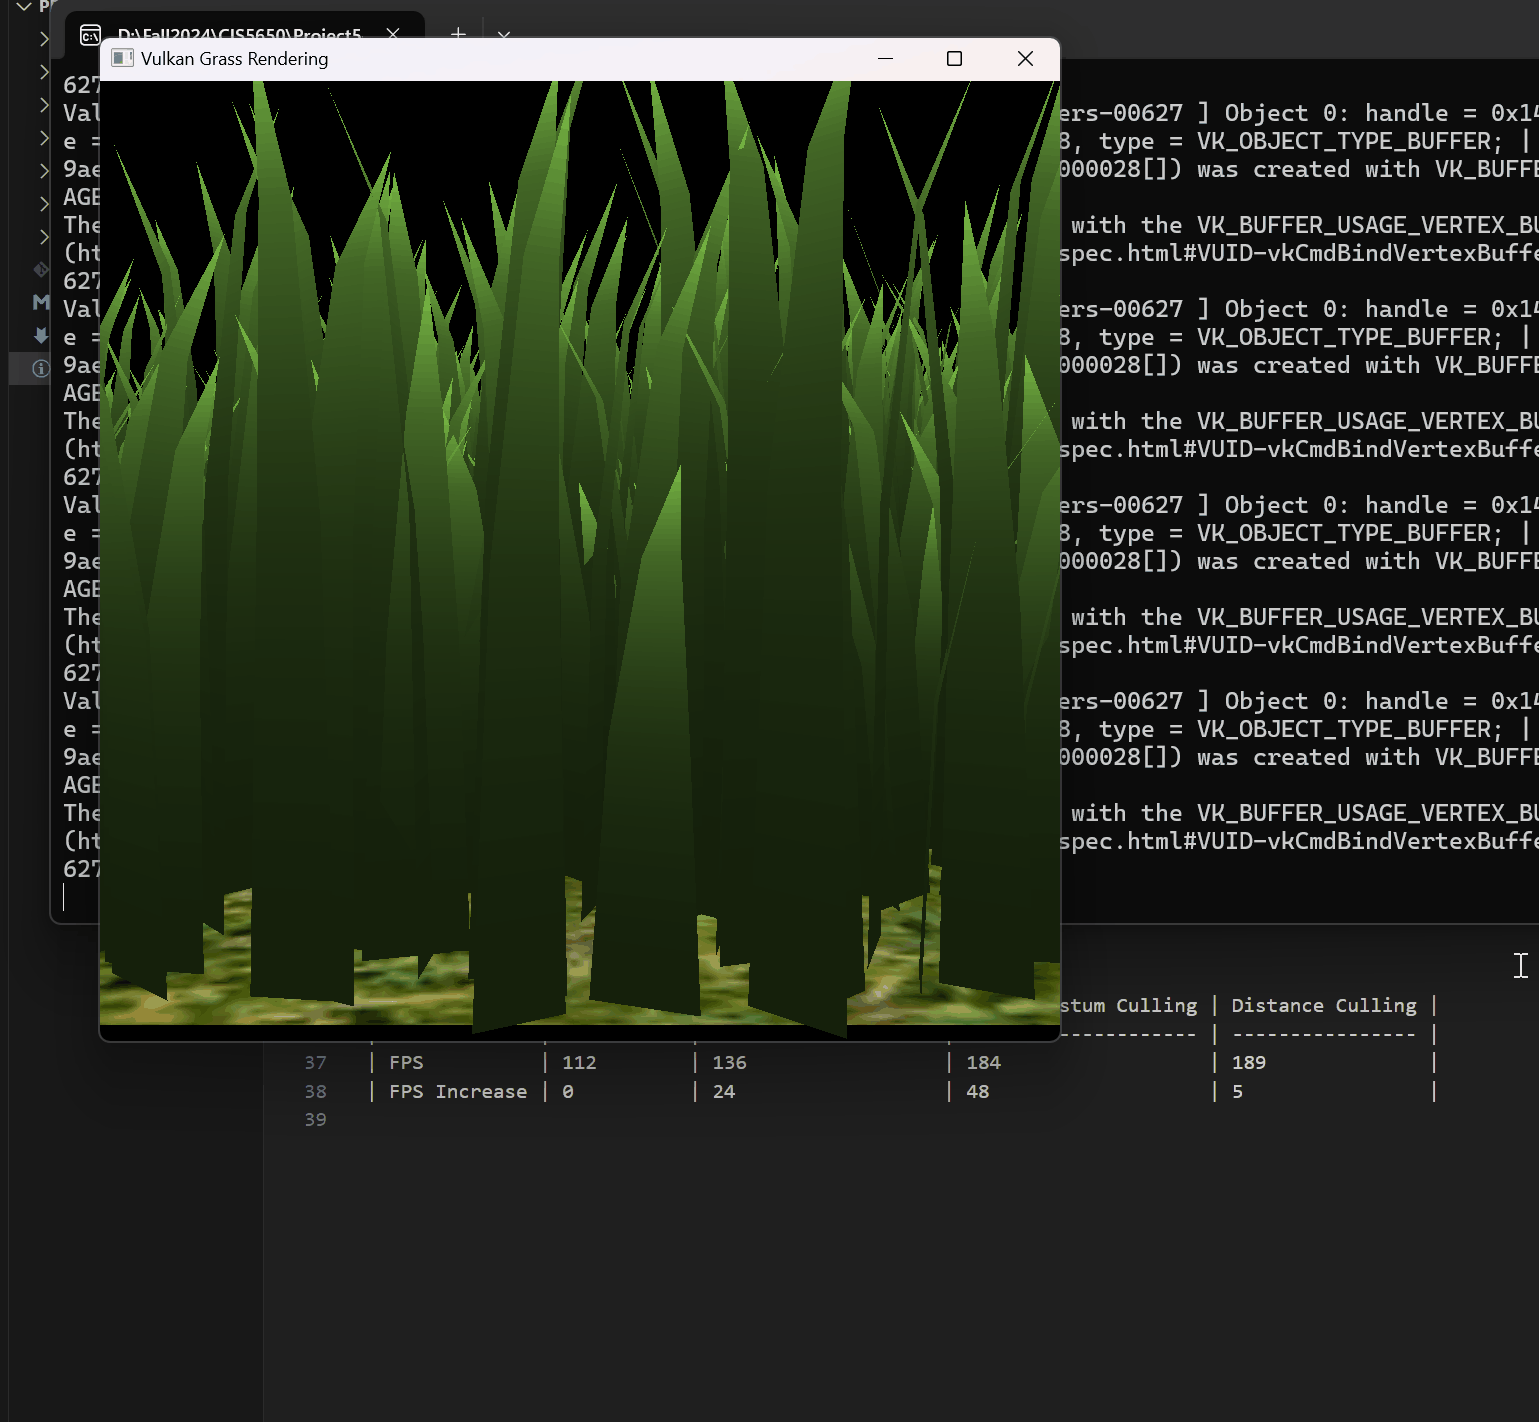 D:\Fall2024\CIS5650\Project5
Vulkan Grass Rendering
627
Val ers-00627 ] Object 0: handle = 0x14
e = 8, type = VK_OBJECT_TYPE_BUFFER; |
9ae 000028[]) was created with VK_BUFFE
AGE
The with the VK_BUFFER_USAGE_VERTEX_BU
(ht spec.html#VUID-vkCmdBindVertexBuffe
627
Val ers-00627 ] Object 0: handle = 0x14
e = 8, type = VK_OBJECT_TYPE_BUFFER; |
9ae 000028[]) was created with VK_BUFFE
AGE
The with the VK_BUFFER_USAGE_VERTEX_BU
(ht spec.html#VUID-vkCmdBindVertexBuffe
627
Val ers-00627 ] Object 0: handle = 0x14
e = 8, type = VK_OBJECT_TYPE_BUFFER; |
9ae 000028[]) was created with VK_BUFFE
AGE
The with the VK_BUFFER_USAGE_VERTEX_BU
(ht spec.html#VUID-vkCmdBindVertexBuffe
627
Val ers-00627 ] Object 0: handle = 0x14
e = 8, type = VK_OBJECT_TYPE_BUFFER; |
9ae 000028[]) was created with VK_BUFFE
AGE
The with the VK_BUFFER_USAGE_VERTEX_BU
(ht spec.html#VUID-vkCmdBindVertexBuffe
627
stum Culling | Distance Culling |
------------ | ---------------- |
37 | FPS | 112 | 136 | 184 | 189 |
38 | FPS Increase | 0 | 24 | 48 | 5 |
39